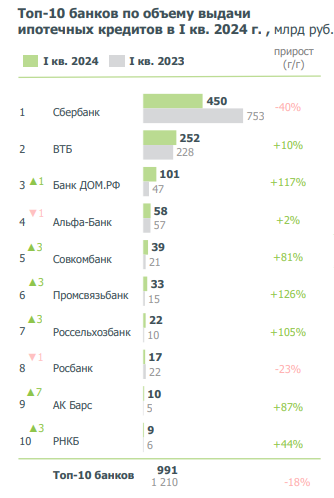 Топ-10 банков по объему выдачи
ипотечных кредитов в I кв. 2024 г. , млрд руб.
прирост
(г/г)
I кв. 2024 I кв. 2023
1 Сбербанк 450 753 -40%
2 ВТБ 252 228 +10%
3 ▲1 Банк ДОМ.РФ 101 47 +117%
4 ▼1 Альфа-Банк 58 57 +2%
5 ▲3 Совкомбанк 39 21 +81%
6 ▲3 Промсвязьбанк 33 15 +126%
7 ▲3 Россельхозбанк 22 10 +105%
8 ▼1 Росбанк 17 22 -23%
9 ▲7 АК Барс 10 5 +87%
10 ▲3 РНКБ 9 6 +44%
Топ-10 банков 991 1 210 -18%